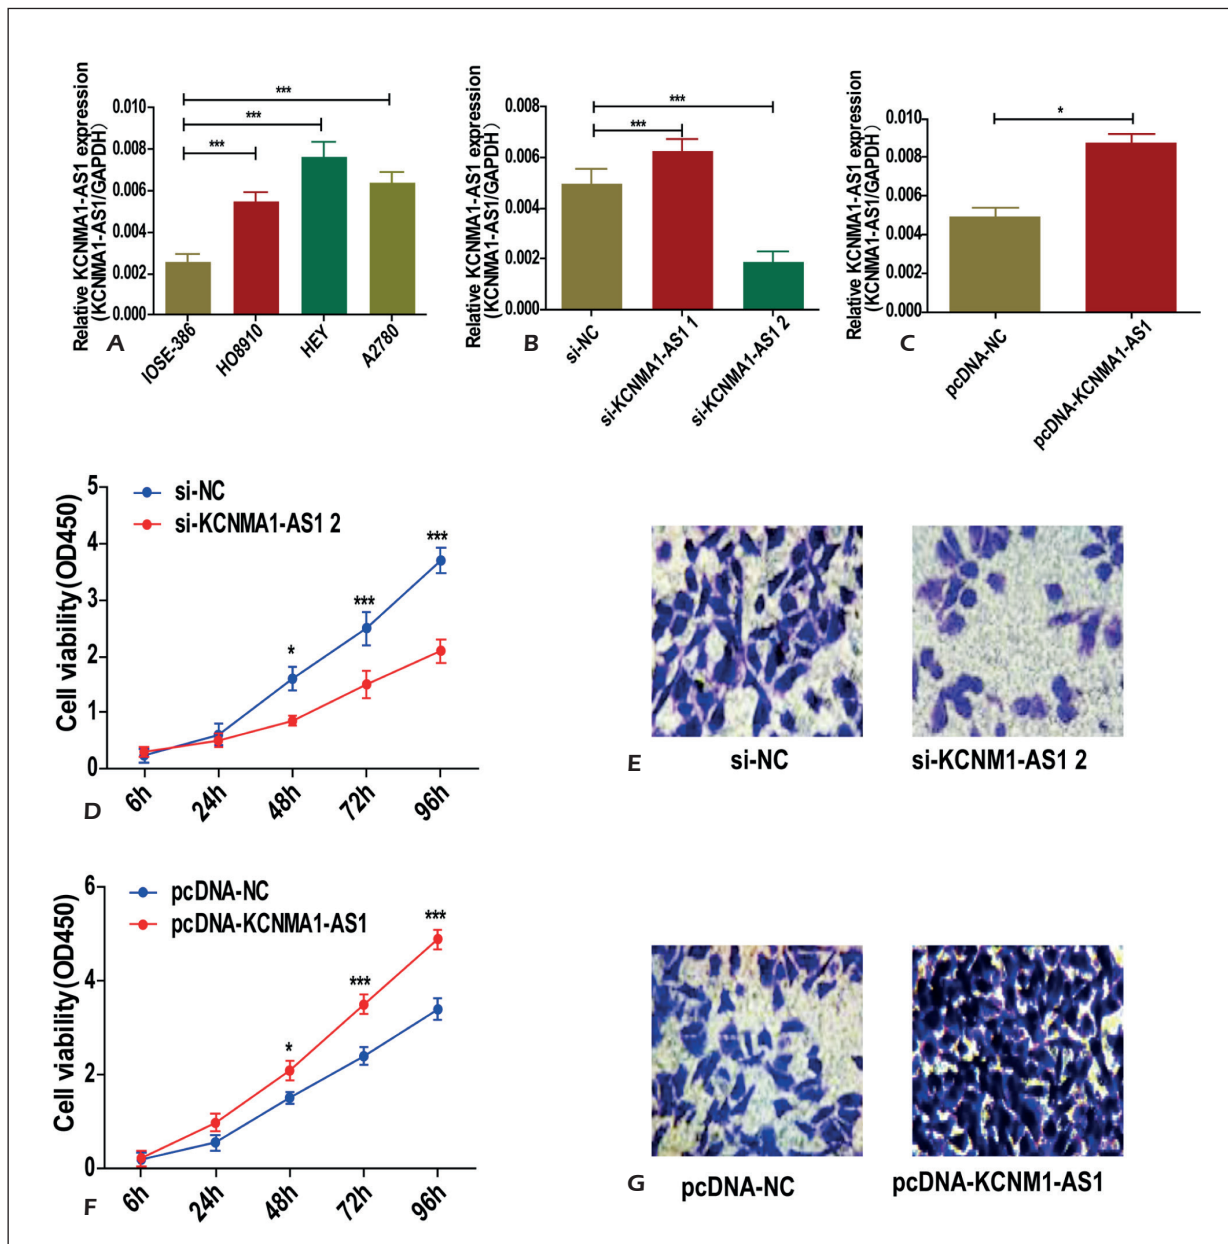 Relative KCNMA1-AS1 expression
(KCNMA1-AS1/GAPDH)
0.010
0.008
0.006
0.004
0.002
0.000
***
***
***
IOSE-386
HO8910
HEY
A2780
A
Relative KCNMA1-AS1 expression
(KCNMA1-AS1/GAPDH)
0.008
0.006
0.004
0.002
0.000
***
***
si-NC
si-KCNMA1-AS1 1
si-KCNMA1-AS1 2
B
Relative KCNMA1-AS1 expression
(KCNMA1-AS1/GAPDH)
0.010
0.008
0.006
0.004
0.002
0.000
*
pcDNA-NC
pcDNA-KCNMA1-AS1
C
Cell viability(OD450)
5
4
3
2
1
0
si-NC
si-KCNMA1-AS1 2
*
***
***
6h
24h
48h
72h
96h
D
si-NC
si-KCNM1-AS1 2
E
Cell viability(OD450)
6
4
2
0
pcDNA-NC
pcDNA-KCNMA1-AS1
*
***
***
6h
24h
48h
72h
96h
F
G
pcDNA-NC
pcDNA-KCNM1-AS1